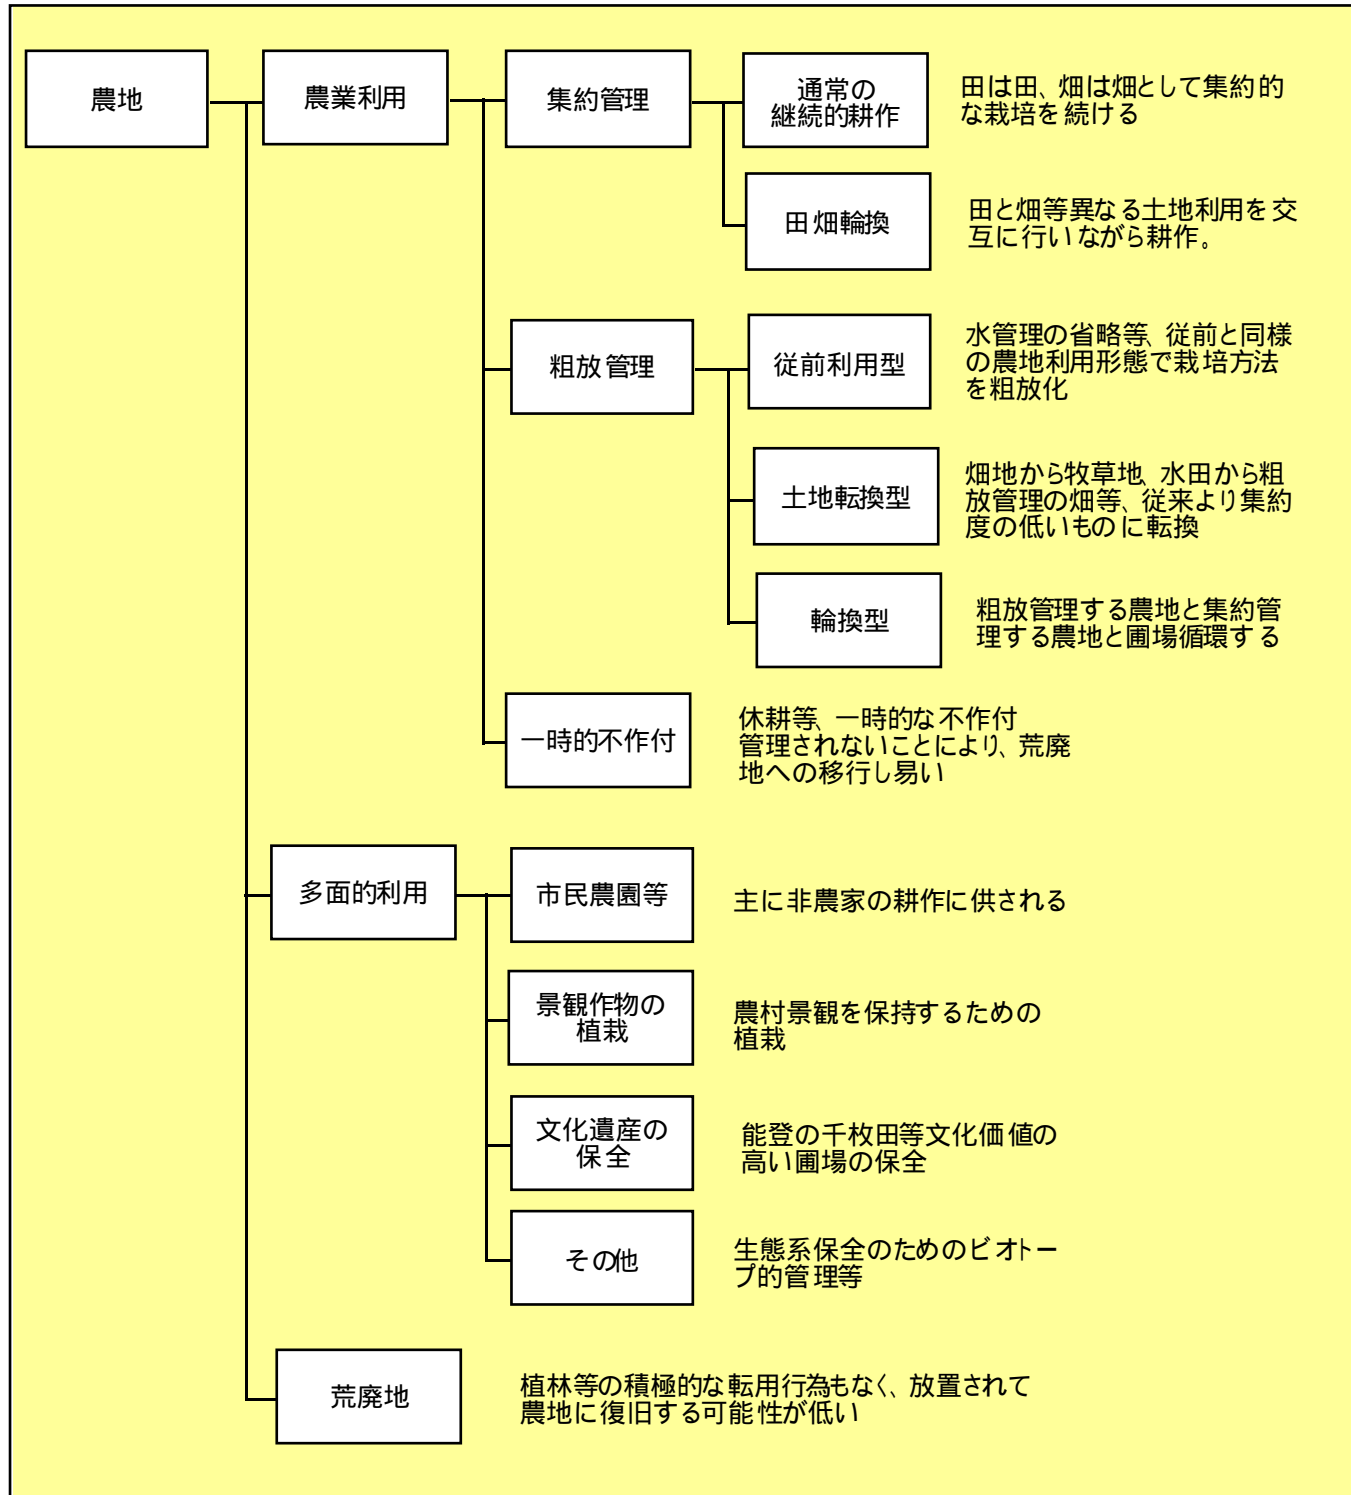 農地
農業利用
集約管理
通常の
継続的耕作
田は田、畑は畑として集約的
な栽培を続ける
田畑輪換
田と畑等異なる土地利用を交
互に行いながら耕作。
粗放管理
従前利用型
水管理の省略等、従前と同様
の農地利用形態で栽培方法
を粗放化
土地転換型
畑地から牧草地、水田から粗
放管理の畑等、従来より集約
度の低いものに転換
輪換型
粗放管理する農地と集約管
理する農地と圃場循環する
一時的不作付
休耕等、一時的な不作付
管理されないことにより、荒廃
地への移行し易い
多面的利用
市民農園等
主に非農家の耕作に供される
景観作物の
植栽
農村景観を保持するための
植栽
文化遺産の
保全
能登の千枚田等文化価値の
高い圃場の保全
その他
生態系保全のためのビオトー
プ的管理等
荒廃地
植林等の積極的な転用行為もなく、放置されて
農地に復旧する可能性が低い